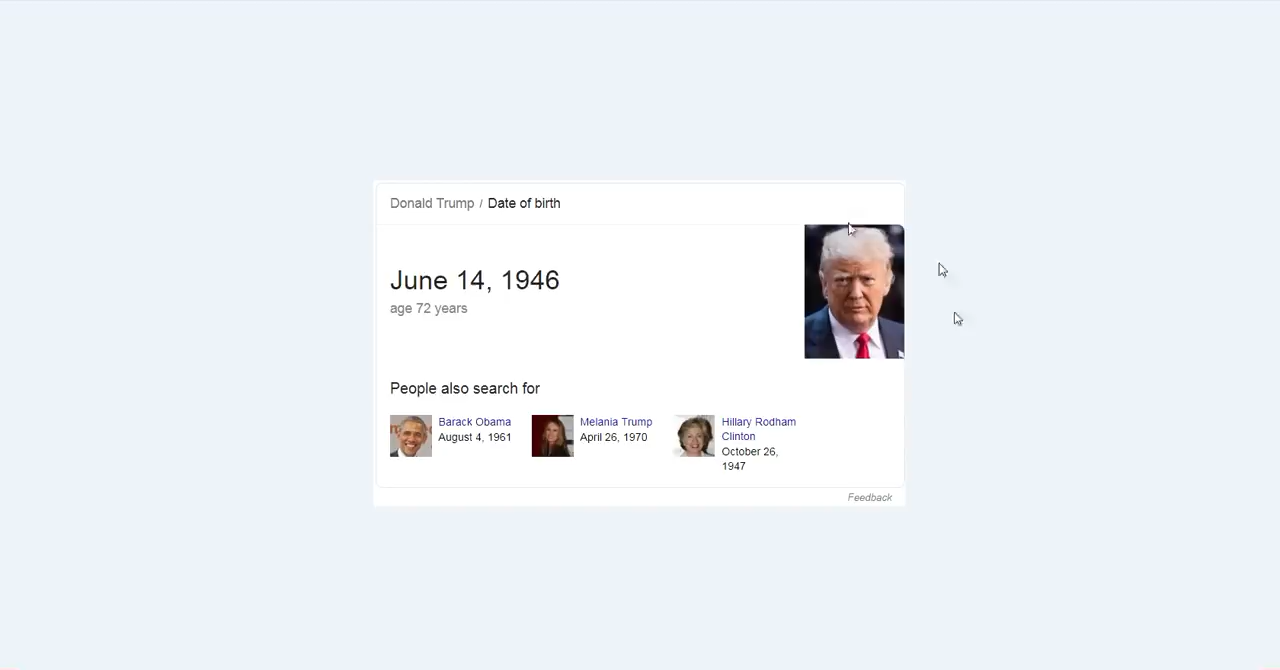 Donald Trump / Date of birth
June 14, 1946
age 72 years
People also search for
Barack Obama
August 4, 1961
Melania Trump
April 26, 1970
Hillary Rodham
Clinton
October 26,
1947
Feedback